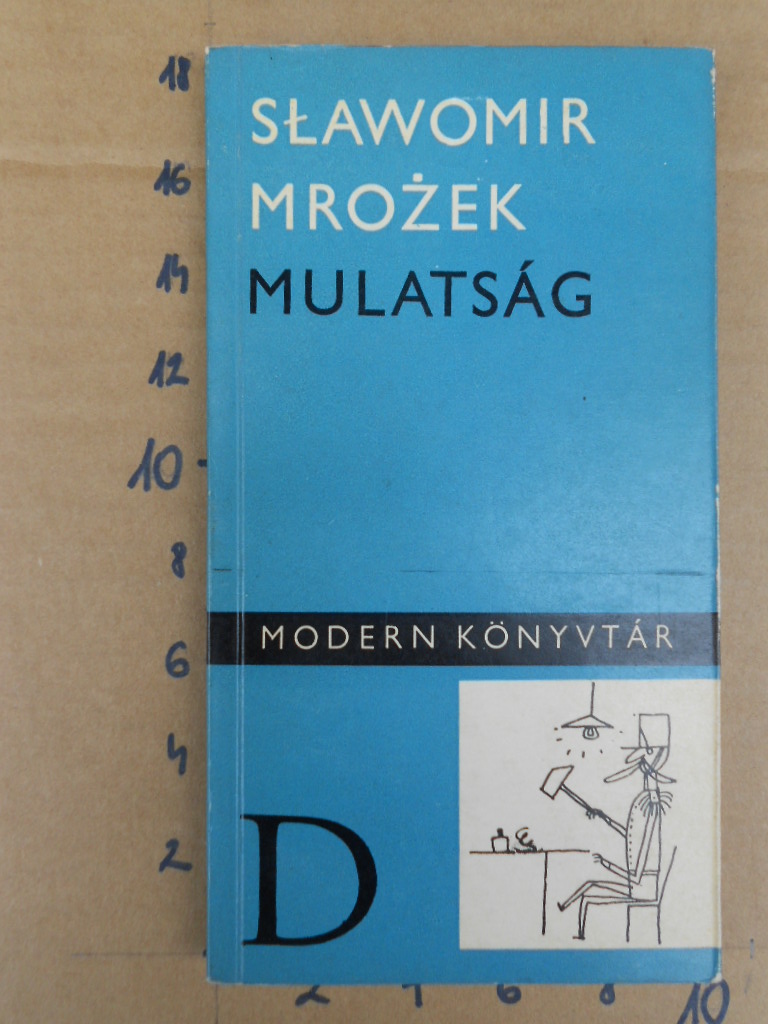 SŁAWOMIR
MROŻEK
MULATSÁG
MODERN KÖNYVTÁR
D
18
16
14
12
10
8
6
4
2
2
4
6
8
10